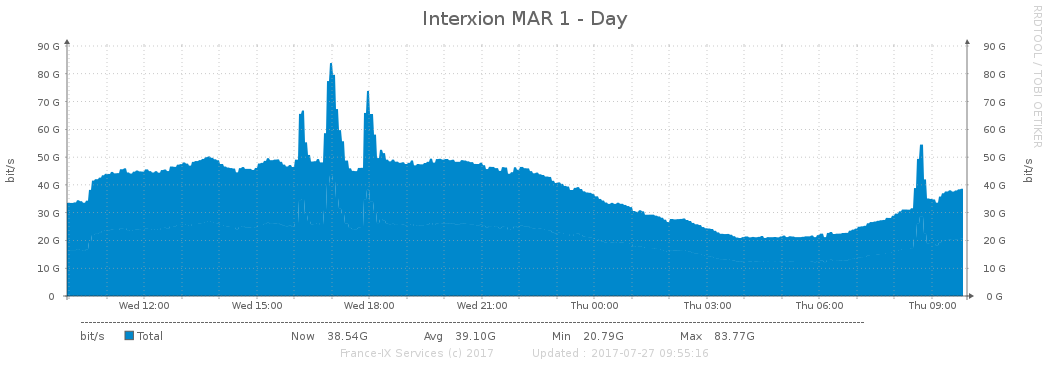 Interxion MAR 1 - Day
RRDTOOL / TOBI OETIKER
bit/s
90 G
80 G
70 G
60 G
50 G
40 G
30 G
20 G
10 G
0
90 G
80 G
70 G
60 G
50 G
40 G
30 G
20 G
10 G
0 G
bit/s
Wed 12:00 Wed 15:00 Wed 18:00 Wed 21:00 Thu 00:00 Thu 03:00 Thu 06:00 Thu 09:00
bit/s Total Now 38.54G Avg 39.10G Min 20.79G Max 83.77G
France-IX Services (c) 2017 Updated : 2017-07-27 09:55:16